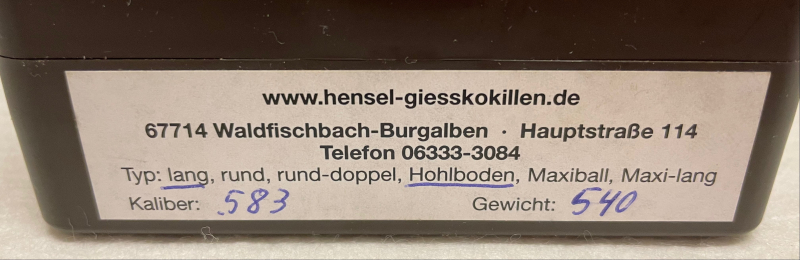 www.hensel-giesskokillen.de
67714 Waldfischbach-Burgalben · Hauptstraße 114
Telefon 06333-3084
Typ: lang, rund, rund-doppel, Hohlboden, Maxiball, Maxi-lang
Kaliber: .583 Gewicht: 540